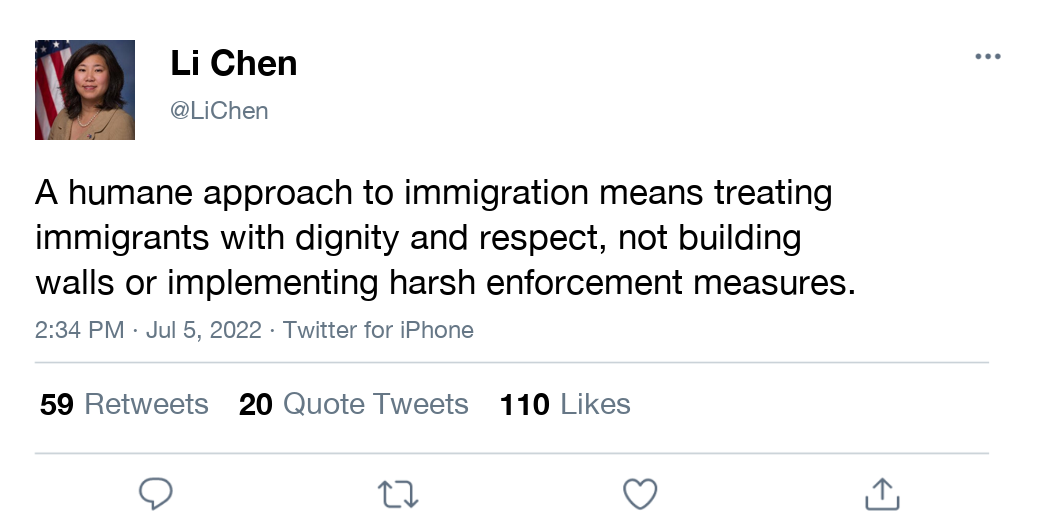 Li Chen
@LiChen
A humane approach to immigration means treating
immigrants with dignity and respect, not building
walls or implementing harsh enforcement measures.
2:34 PM · Jul 5, 2022 · Twitter for iPhone
59 Retweets 20 Quote Tweets 110 Likes